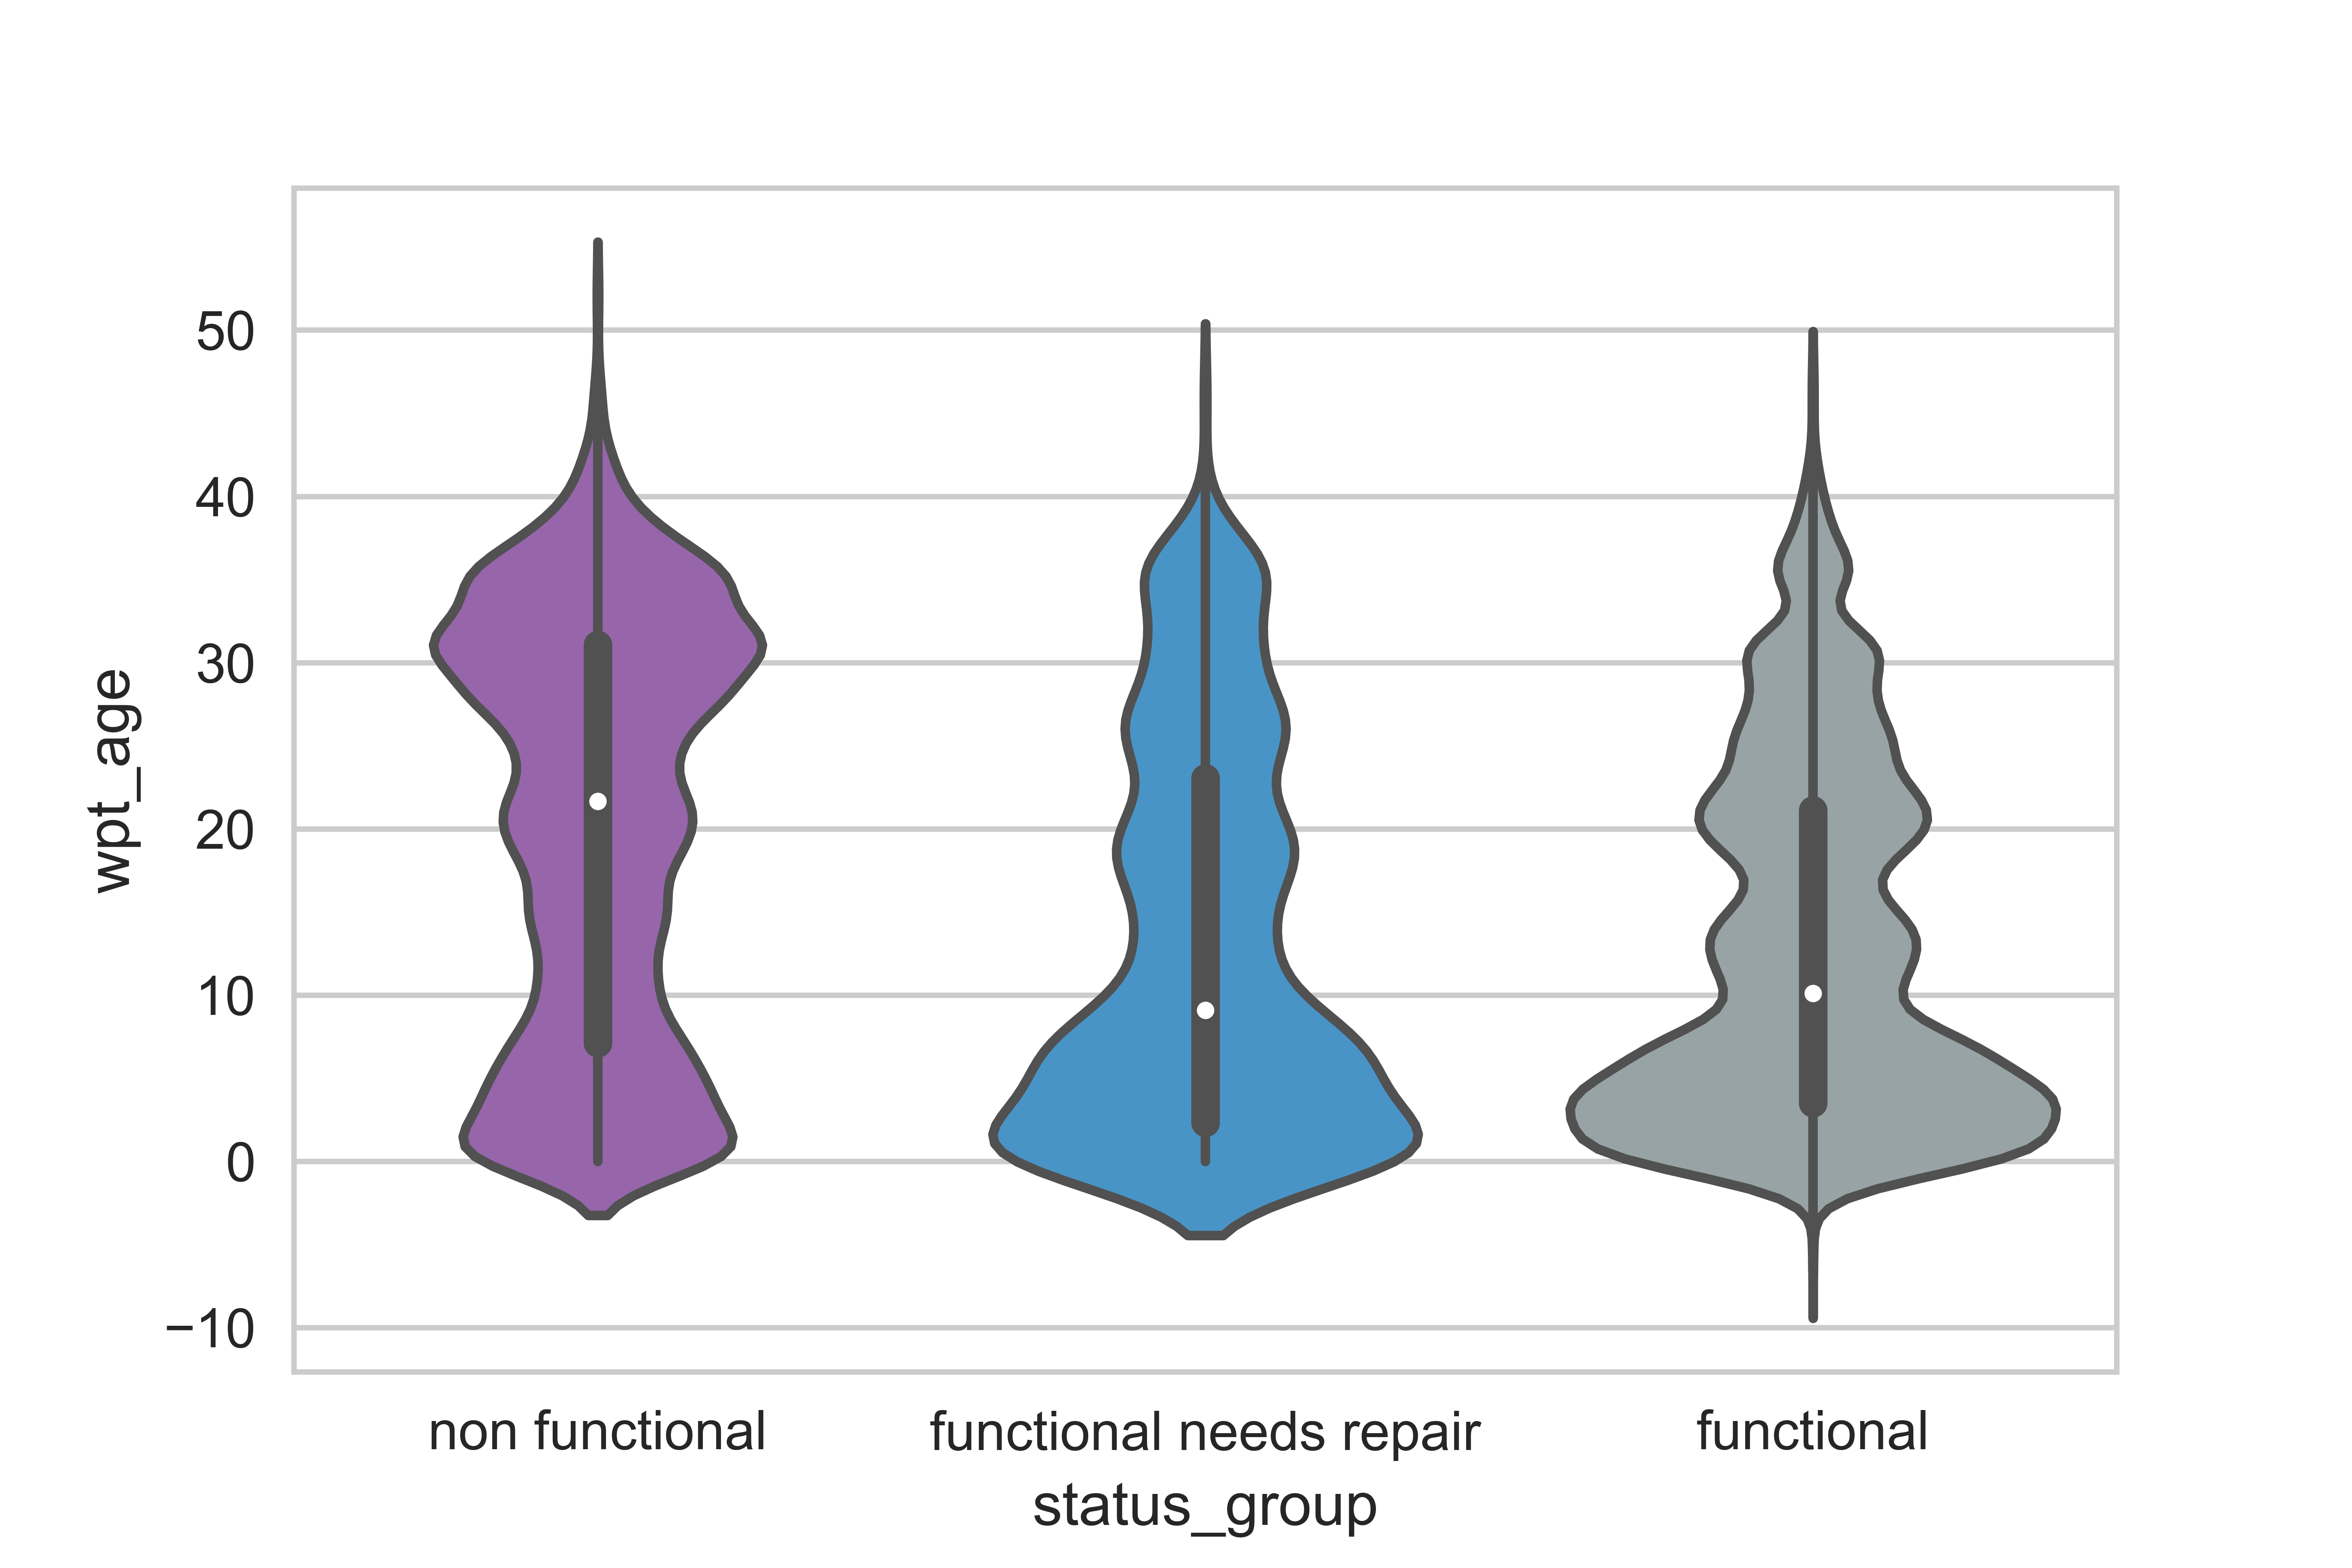 50
40
30
20
10
0
−10
wpt_age
non functional
functional needs repair
functional
status_group